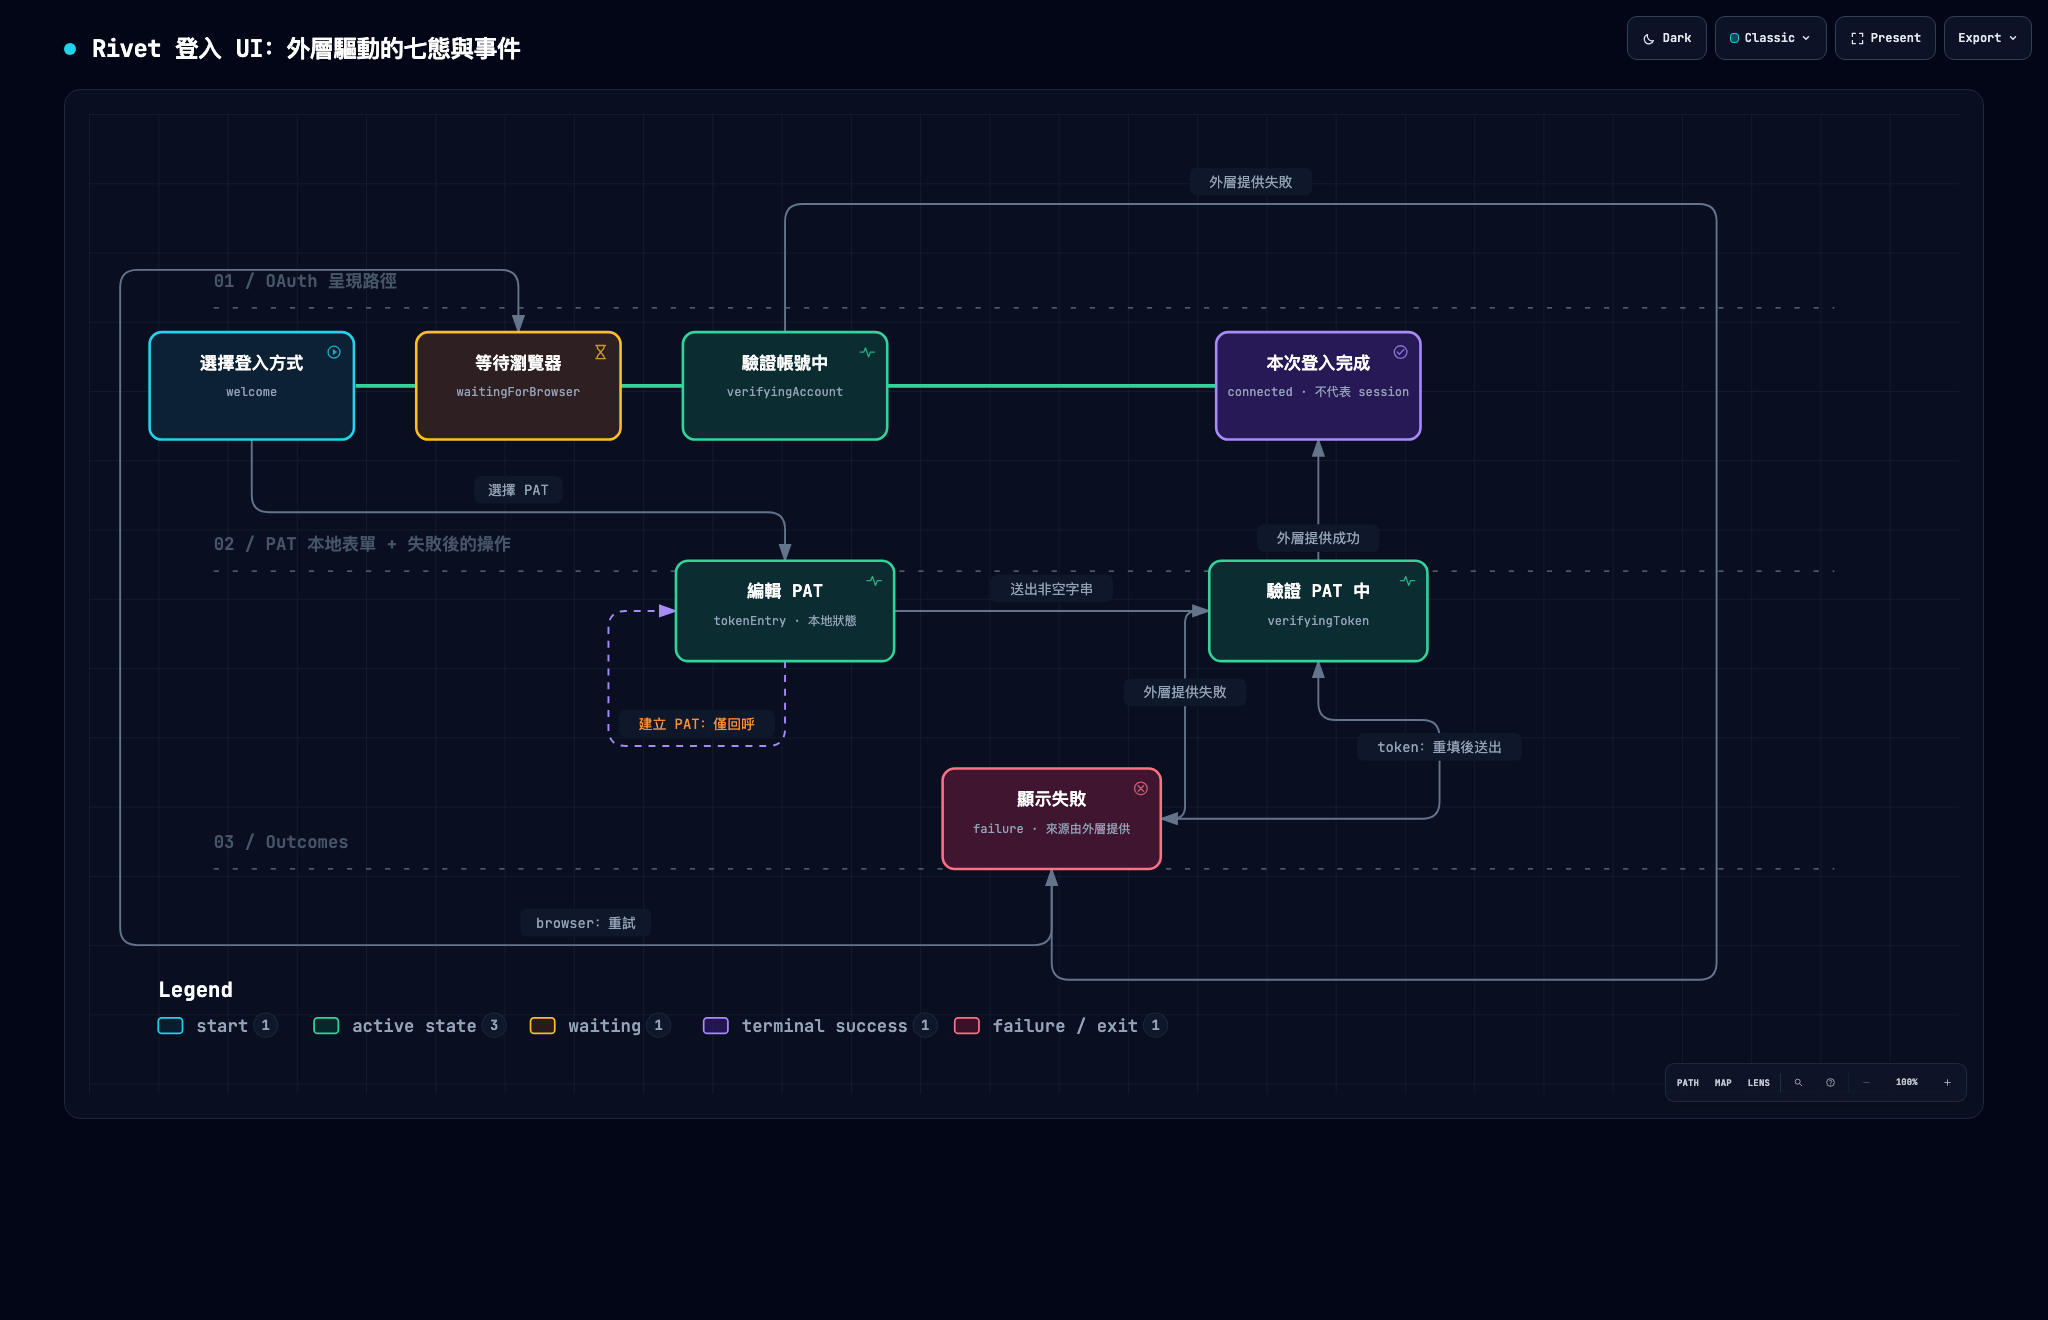 Rivet 登入 UI：外層驅動的七態與事件
Dark
Classic
Present
Export
外層提供失敗
01 / OAuth 呈現路徑
選擇登入方式
welcome
等待瀏覽器
waitingForBrowser
驗證帳號中
verifyingAccount
本次登入完成
connected · 不代表 session
選擇 PAT
外層提供成功
02 / PAT 本地表單 + 失敗後的操作
編輯 PAT
tokenEntry · 本地狀態
送出非空字串
驗證 PAT 中
verifyingToken
外層提供失敗
建立 PAT：僅回呼
token：重填後送出
顯示失敗
failure · 來源由外層提供
03 / Outcomes
browser：重試
Legend
start 1
active state 3
waiting 1
terminal success 1
failure / exit 1
PATH MAP LENS − 100% +